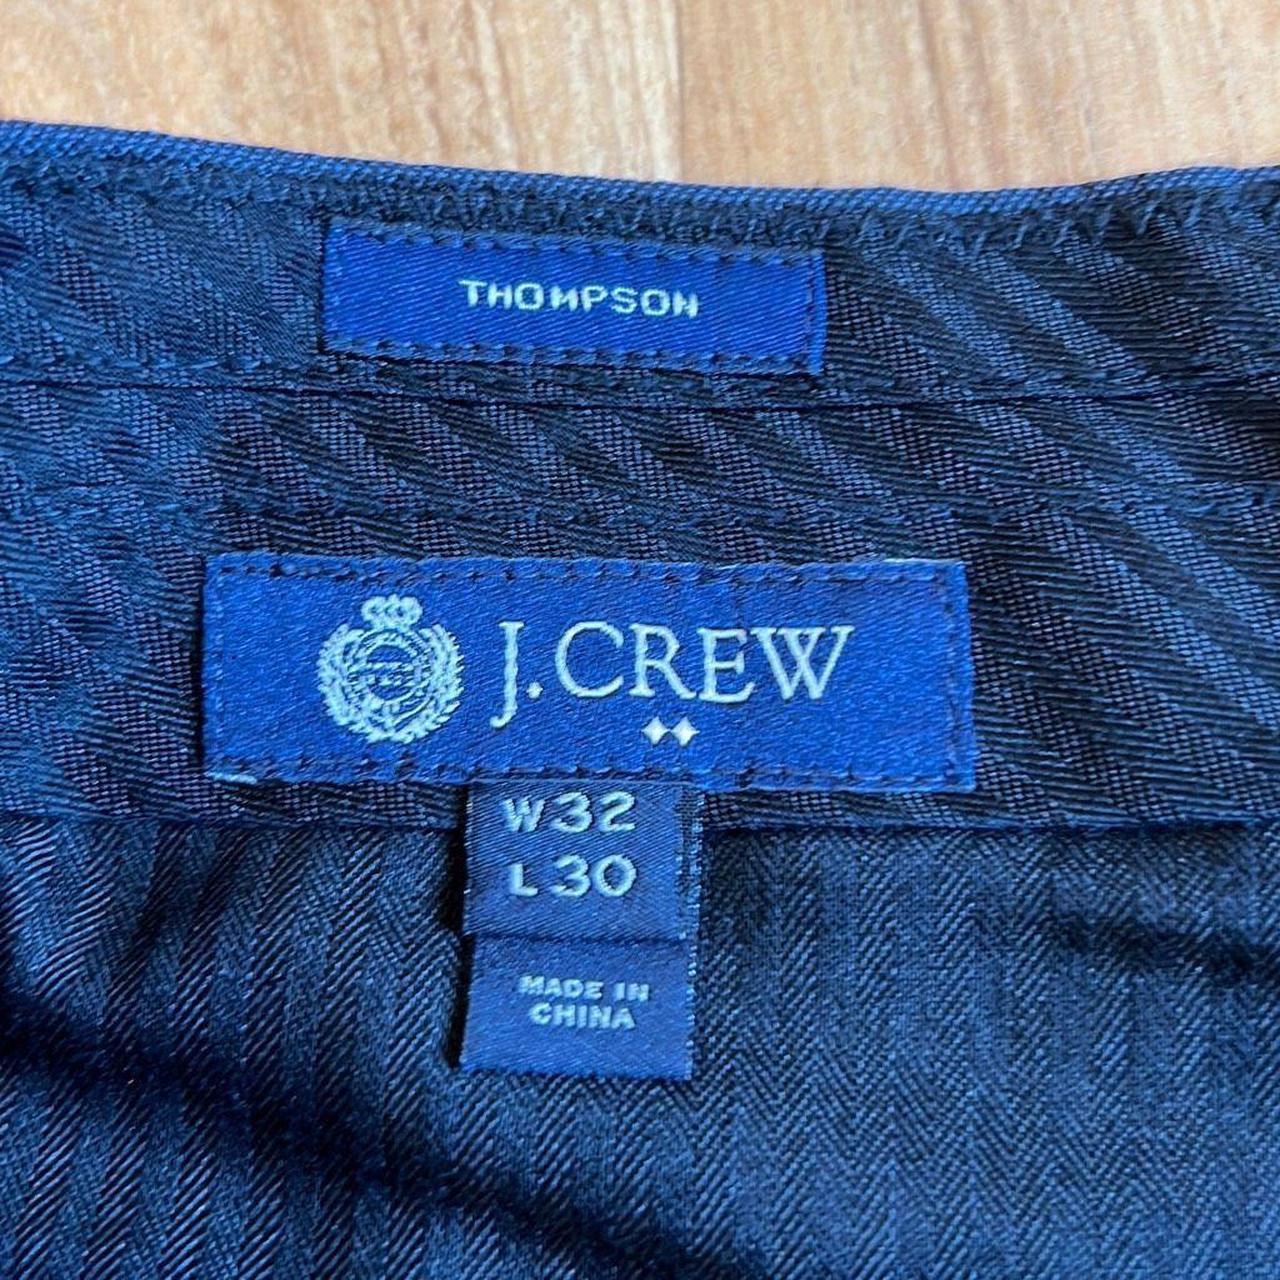 THOMPSON
J.CREW
W32
L30
MADE IN
CHINA